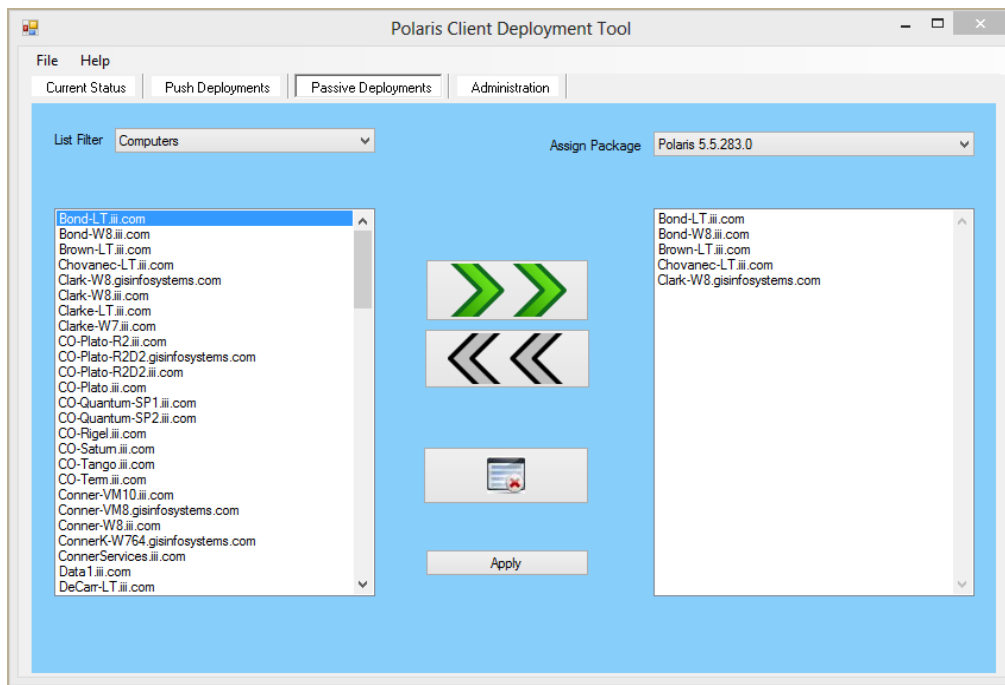 Polaris Client Deployment Tool
File Help
Current Status Push Deployments Passive Deployments Administration
List Filter Computers Assign Package Polaris 5.5.283.0
Bond-LT.iii.com
Bond-W8.iii.com
Brown-LT.iii.com
Chovanec-LT.iii.com
Clark-W8.gisinfosystems.com
Clark-W8.iii.com
Clarke-LT.iii.com
Clarke-W7.iii.com
CO-Plato-R2.iii.com
CO-Plato-R2D2.gisinfosystems.com
CO-Plato-R2D2.iii.com
CO-Plato.iii.com
CO-Quantum-SP1.iii.com
CO-Quantum-SP2.iii.com
CO-Rigel.iii.com
CO-Saturn.iii.com
CO-Tango.iii.com
CO-Term.iii.com
Conner-VM10.iii.com
Conner-VM8.gisinfosystems.com
Conner-W8.iii.com
ConnerK-W764.gisinfosystems.com
ConnerServices.iii.com
Data1.iii.com
DeCarr-LT.iii.com
Apply
Bond-LT.iii.com
Bond-W8.iii.com
Brown-LT.iii.com
Chovanec-LT.iii.com
Clark-W8.gisinfosystems.com